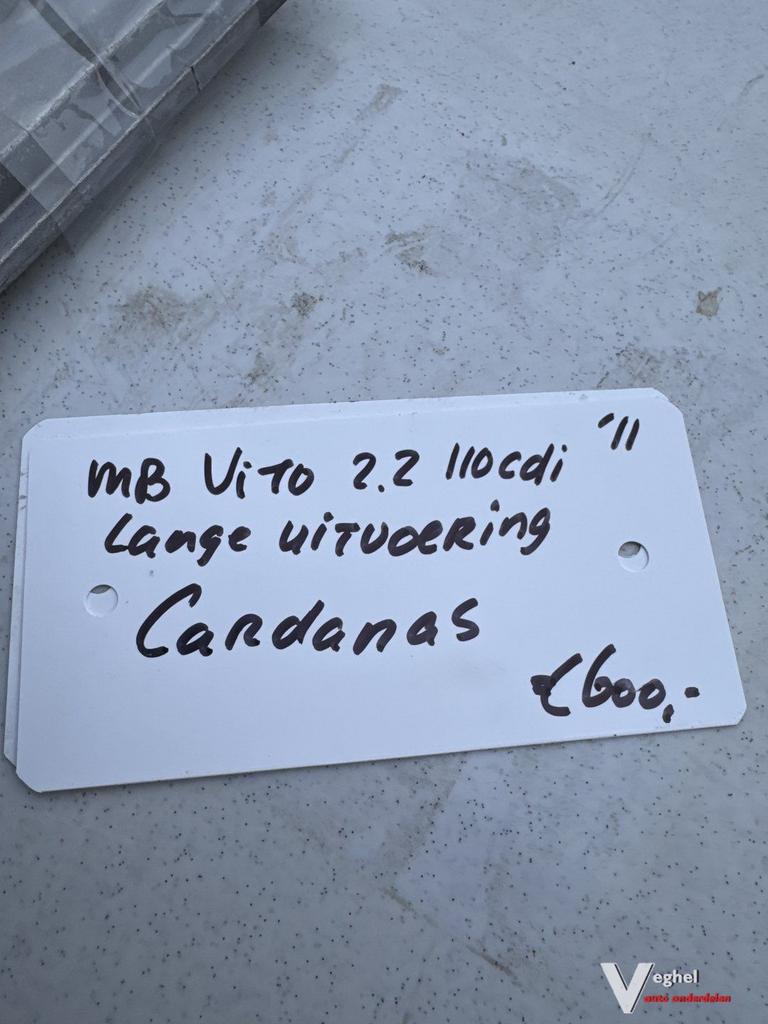 MB Vito 2.2 110cdi '11
Lange uitvoering
Cardanas
€600,-
Veghel
auto onderdelen